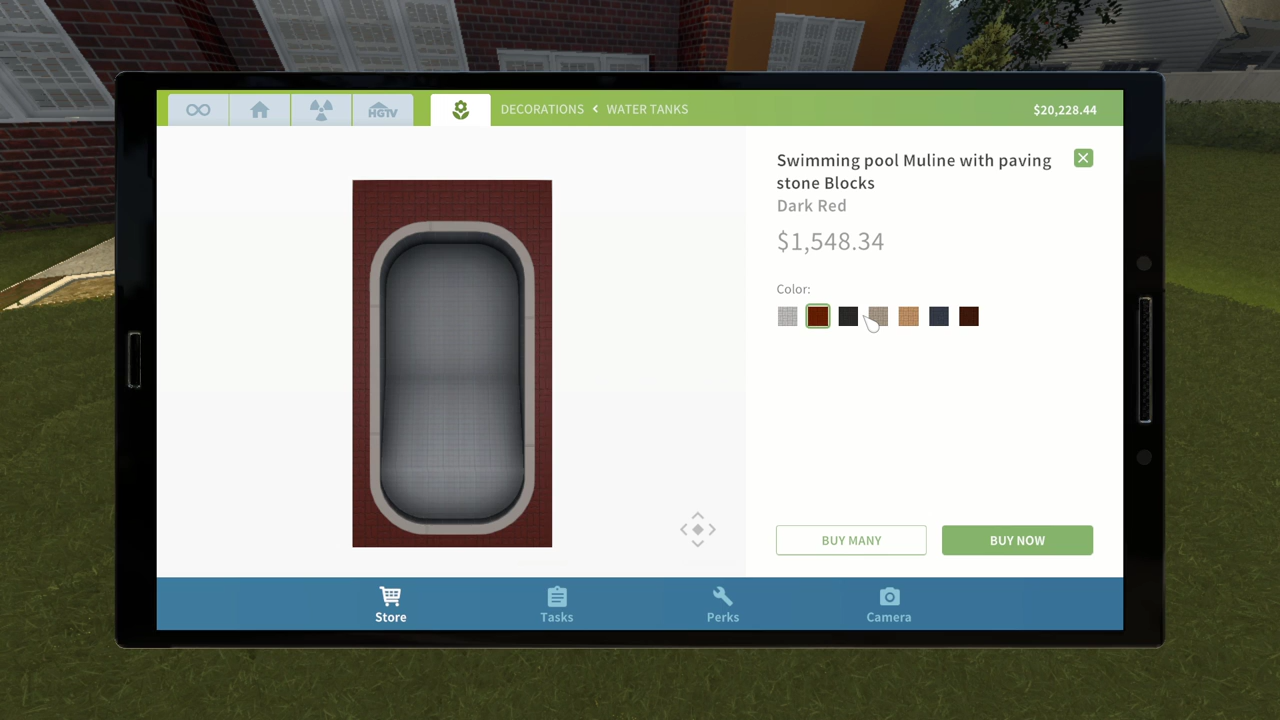 HGTV
DECORATIONS < WATER TANKS
$20,228.44
Swimming pool Muline with paving
stone Blocks
Dark Red
$1,548.34
Color:
BUY MANY
BUY NOW
Store
Tasks
Perks
Camera